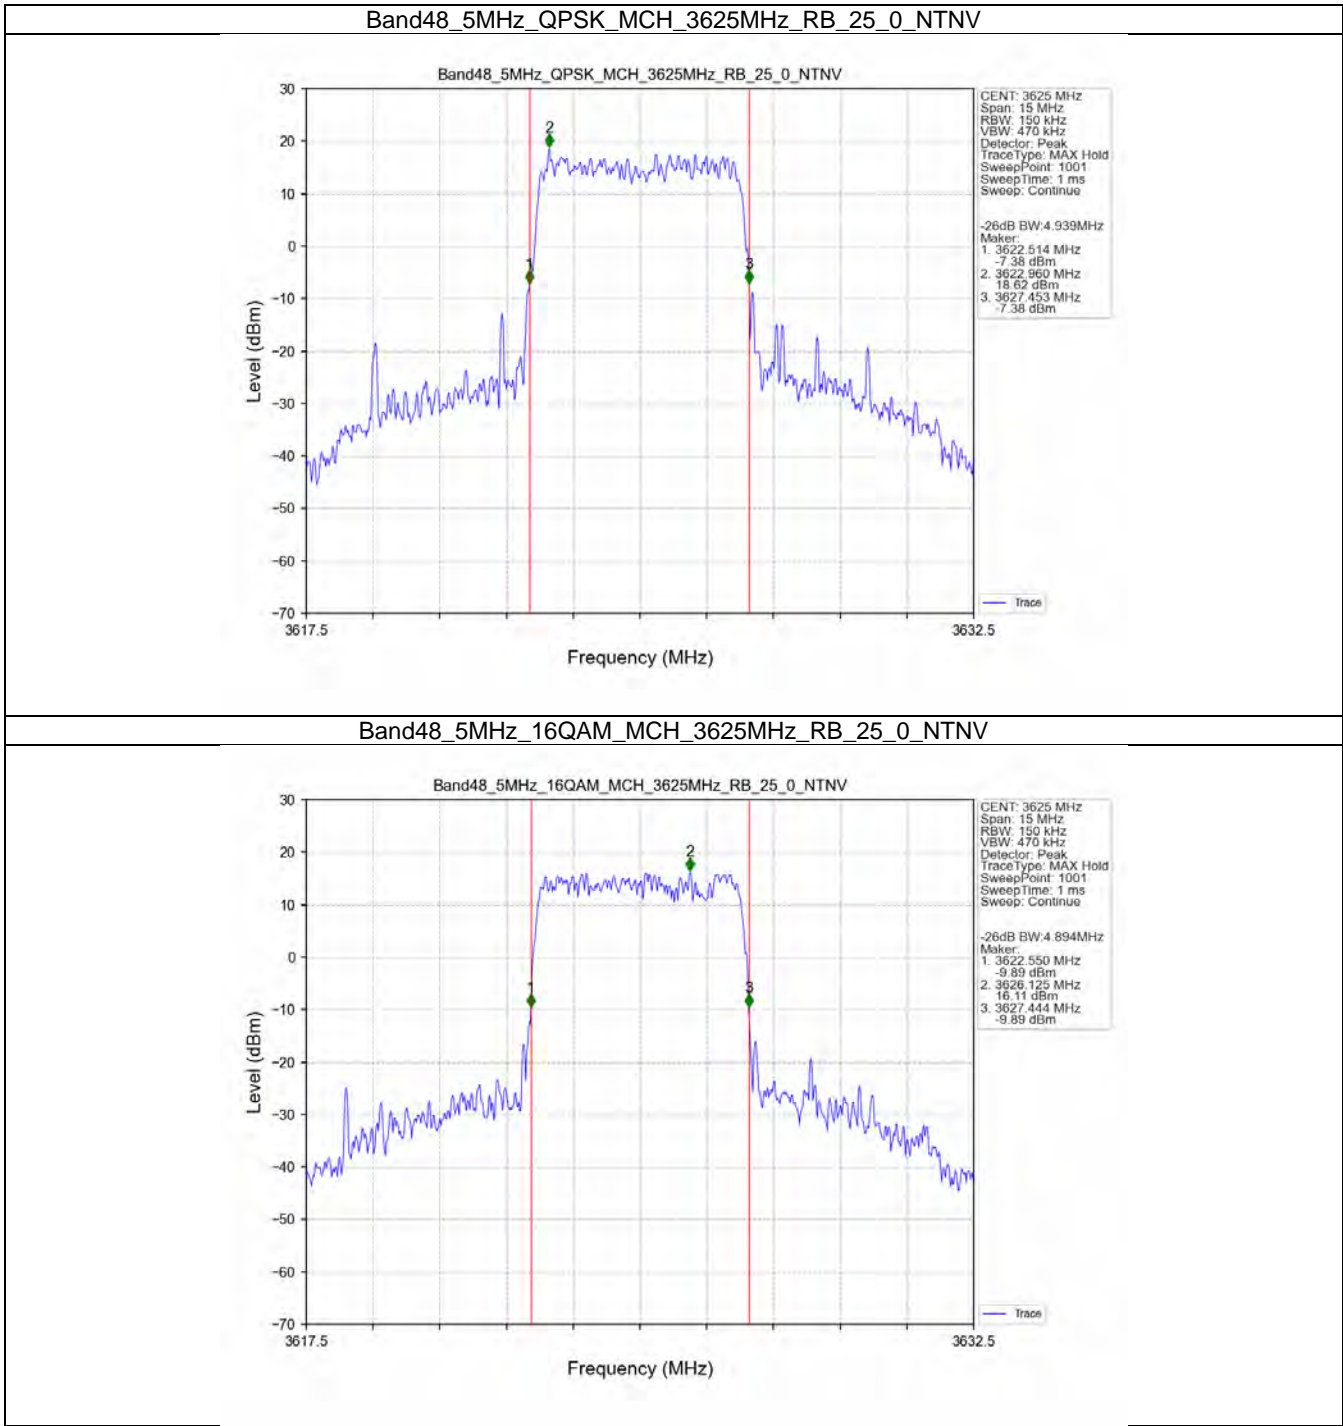 Band48_5MHz_QPSK_MCH_3625MHz_RB_25_0_NTNV
Band48_5MHz_QPSK_MCH_3625MHz_RB_25_0_NTNV
30
20
10
0
−10
−20
−30
−40
−50
−60
−70
Level (dBm)
1
2
3
3617.5
3632.5
Frequency (MHz)
CENT: 3625 MHz
Span: 15 MHz
RBW: 150 kHz
VBW: 470 kHz
Detector: Peak
TraceType: MAX Hold
SweepPoint: 1001
SweepTime: 1 ms
Sweep: Continue
-26dB BW:4.939MHz
Maker:
1. 3622.514 MHz
-7.38 dBm
2. 3622.960 MHz
18.62 dBm
3. 3627.453 MHz
-7.38 dBm
Trace
Band48_5MHz_16QAM_MCH_3625MHz_RB_25_0_NTNV
Band48_5MHz_16QAM_MCH_3625MHz_RB_25_0_NTNV
30
20
10
0
−10
−20
−30
−40
−50
−60
−70
Level (dBm)
1
2
3
3617.5
3632.5
Frequency (MHz)
CENT: 3625 MHz
Span: 15 MHz
RBW: 150 kHz
VBW: 470 kHz
Detector: Peak
TraceType: MAX Hold
SweepPoint: 1001
SweepTime: 1 ms
Sweep: Continue
-26dB BW:4.894MHz
Maker:
1. 3622.550 MHz
-9.89 dBm
2. 3626.125 MHz
16.11 dBm
3. 3627.444 MHz
-9.89 dBm
Trace